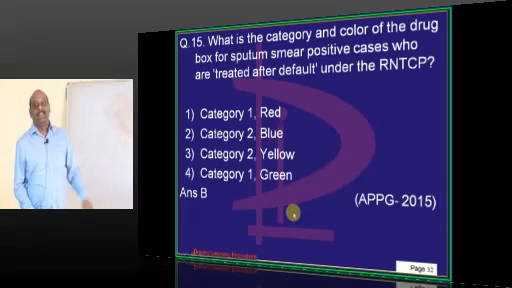 Q.15. What is the category and color of the drug
box for sputum smear positive cases who
are 'treated after default' under the RNTCP?
1) Category 1, Red
2) Category 2, Blue
3) Category 2, Yellow
4) Category 1, Green
Ans B
(APPG- 2015)
Page 32